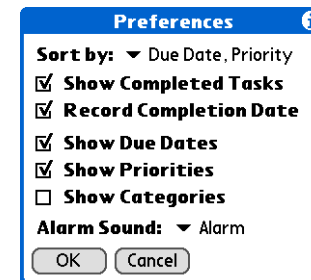 Preferences
Sort by: Due Date, Priority
Show Completed Tasks
Record Completion Date
Show Due Dates
Show Priorities
Show Categories
Alarm Sound: Alarm
OK Cancel